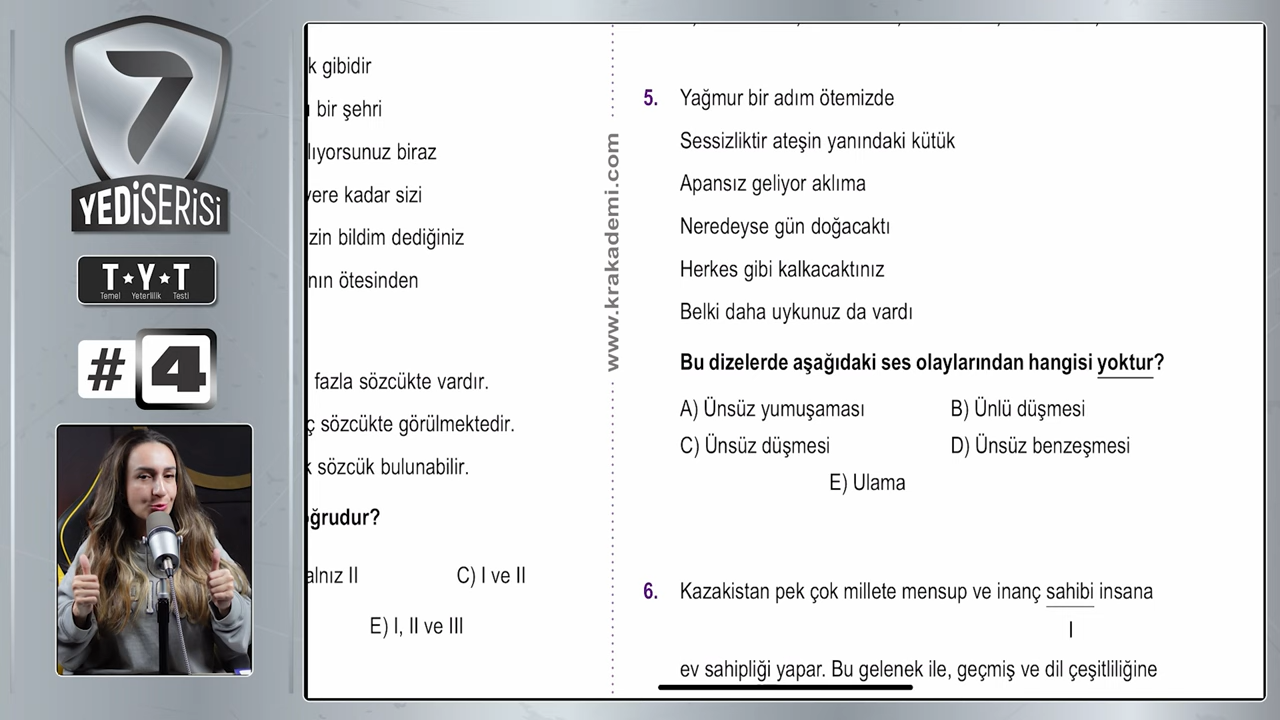 7
YEDİSERİSİ
T★Y★T
Temel Yeterlilik Testi
#4
k gibidir
bir şehri
lıyorsunuz biraz
yere kadar sizi
zin bildim dediğiniz
nın ötesinden
fazla sözcükte vardır.
ç sözcükte görülmektedir.
k sözcük bulunabilir.
ğrudur?
alnız II C) I ve II
E) I, II ve III
www.krakademi.com
5. Yağmur bir adım ötemizde
Sessizliktir ateşin yanındaki kütük
Apansız geliyor aklıma
Neredeyse gün doğacaktı
Herkes gibi kalkacaktınız
Belki daha uykunuz da vardı
Bu dizelerde aşağıdaki ses olaylarından hangisi yoktur?
A) Ünsüz yumuşaması B) Ünlü düşmesi
C) Ünsüz düşmesi D) Ünsüz benzeşmesi
E) Ulama
6. Kazakistan pek çok millete mensup ve inanç sahibi insana
I
ev sahipliği yapar. Bu gelenek ile, geçmiş ve dil çeşitliliğine